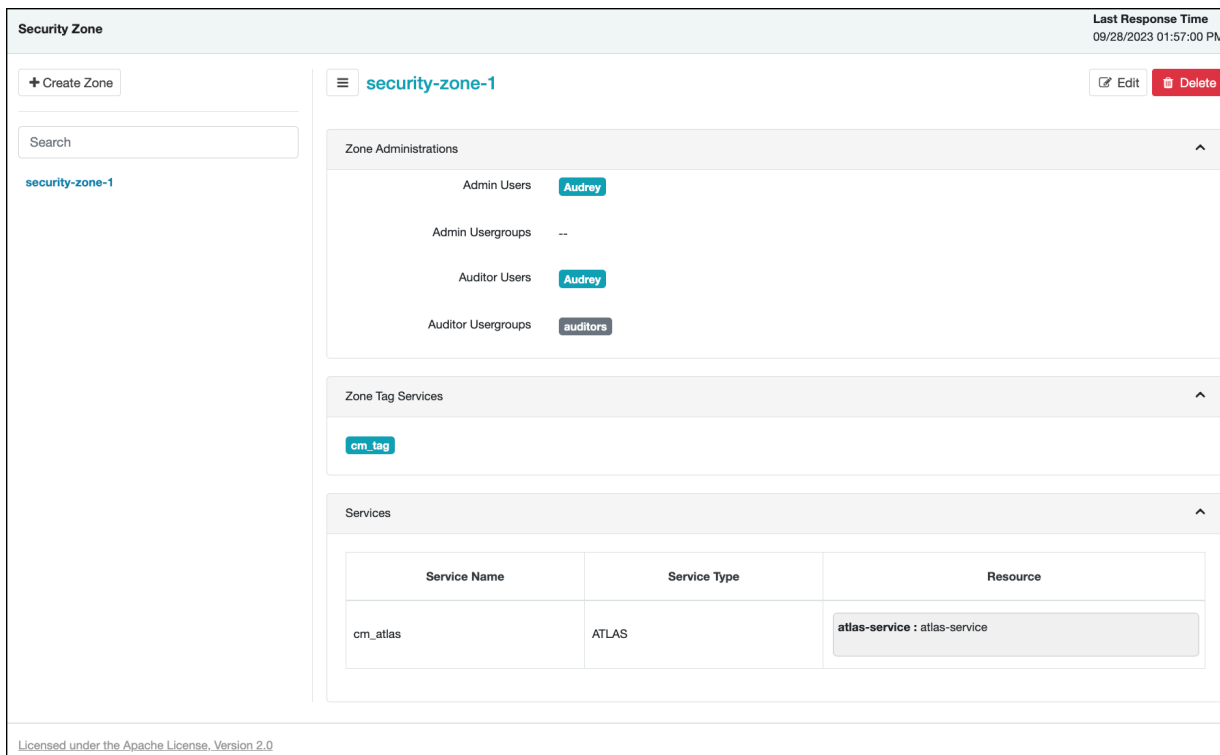 Security Zone
Last Response Time
09/28/2023 01:57:00 PM
Create Zone
security-zone-1
Edit
Delete
Search
security-zone-1
Zone Administrations
Admin Users Audrey
Admin Usergroups --
Auditor Users Audrey
Auditor Usergroups auditors
Zone Tag Services
cm_tag
Services
Service Name Service Type Resource
cm_atlas ATLAS atlas-service : atlas-service
Licensed under the Apache License, Version 2.0